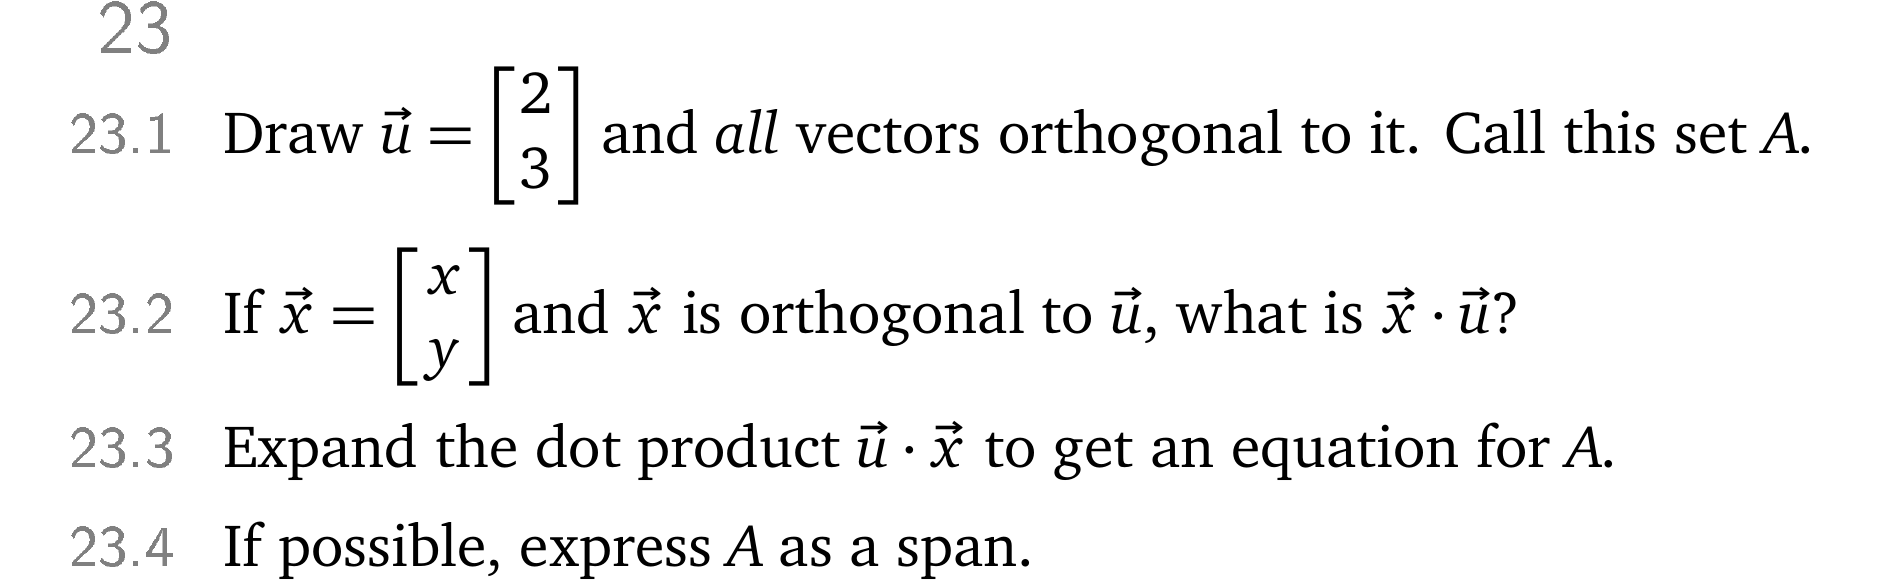 23
23.1 Draw $\vec{u} = \begin{bmatrix} 2 \\ 3 \end{bmatrix}$ and all vectors orthogonal to it. Call this set A.
23.2 If $\vec{x} = \begin{bmatrix} x \\ y \end{bmatrix}$ and $\vec{x}$ is orthogonal to $\vec{u}$, what is $\vec{x} \cdot \vec{u}$?
23.3 Expand the dot product $\vec{u} \cdot \vec{x}$ to get an equation for A.
23.4 If possible, express A as a span.